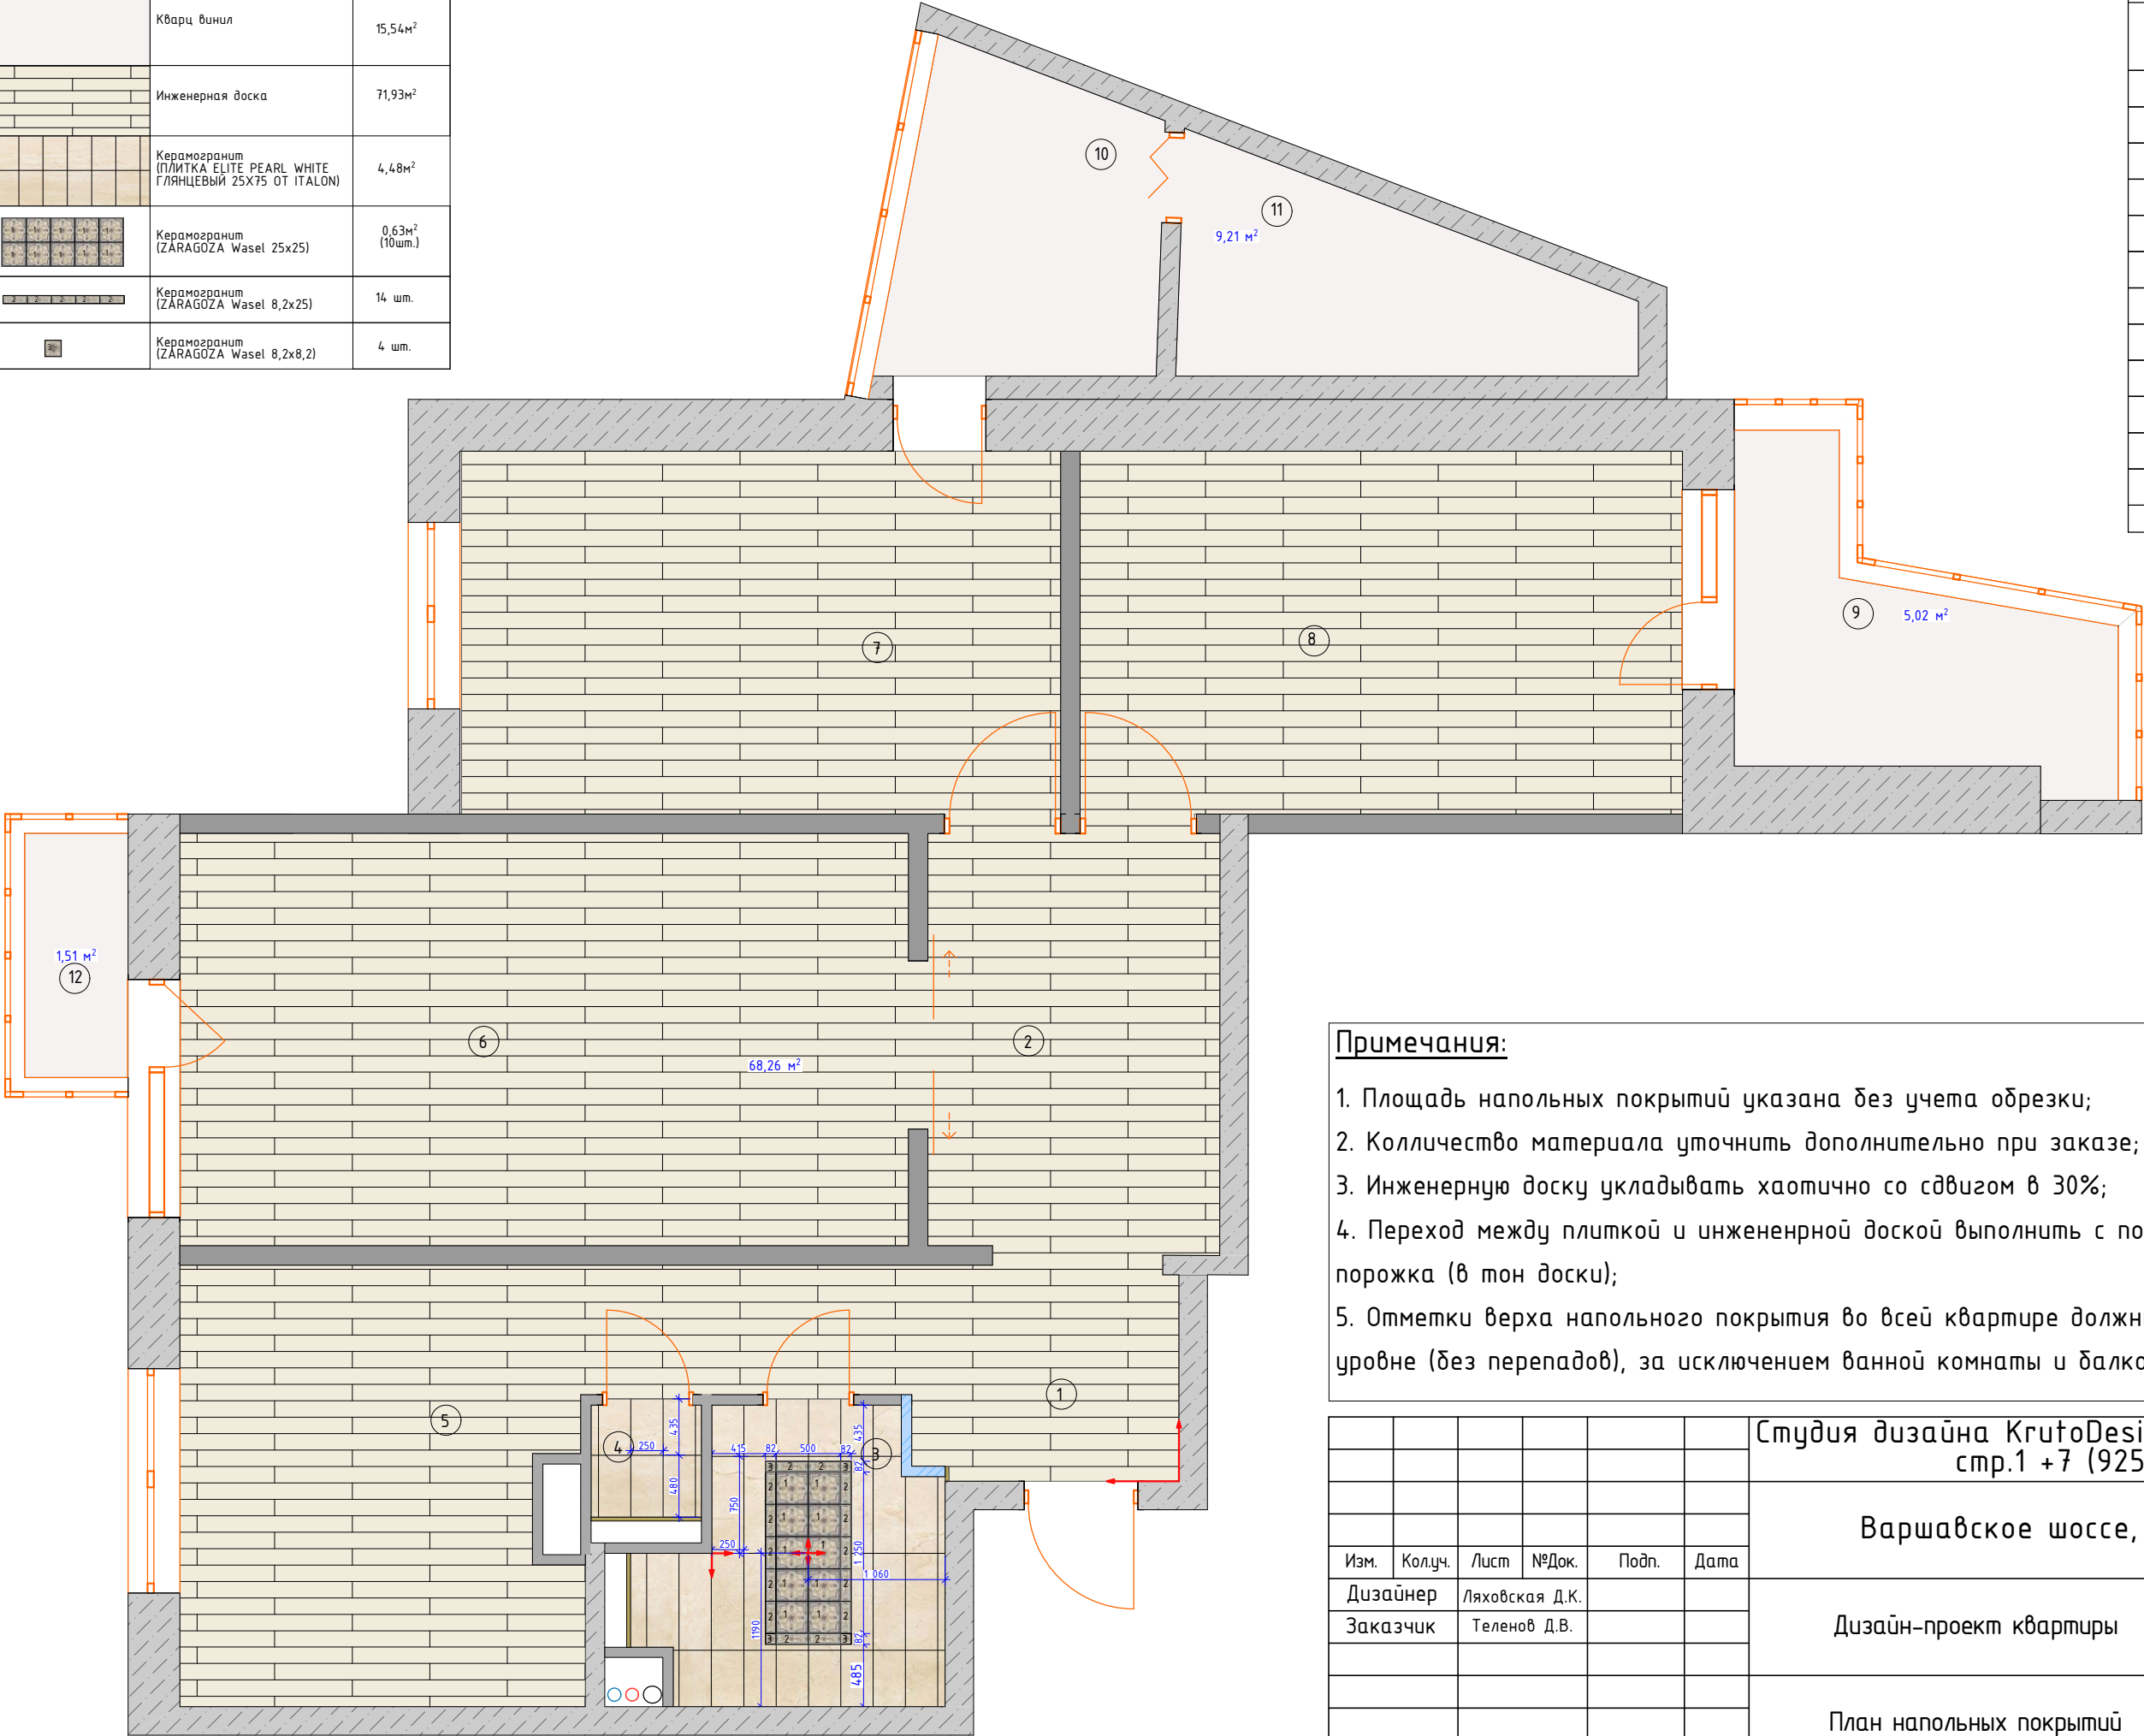 Кварц винил
15,54м²
Инженерная доска
71,93м²
Керамогранит
(ПЛИТКА ELITE PEARL WHITE
ГЛЯНЦЕВЫЙ 25X75 ОТ ITALON)
4,48м²
Керамогранит
(ZARAGOZA Wasel 25x25)
0,63м²
(10шт.)
Керамогранит
(ZARAGOZA Wasel 8,2x25)
14 шт.
Керамогранит
(ZARAGOZA Wasel 8,2x8,2)
4 шт.
10
11
9,21 м²
7
8
9
5,02 м²
1,51 м²
12
6
2
68,26 м²
5
4
3
1
250
435
480
415
82
500
82
435
82
750
250
1 250
1 060
1190
82
485
Примечания:
1. Площадь напольных покрытий указана без учета обрезки;
2. Колличество материала уточнить дополнительно при заказе;
3. Инженерную доску укладывать хаотично со сдвигом в 30%;
4. Переход между плиткой и инжененрной доской выполнить с по
порожка (в тон доски);
5. Отметки верха напольного покрытия во всей квартире должн
уровне (без перепадов), за исключением ванной комнаты и балко
Студия дизайна KrutoDesi
стр.1 +7 (925
Варшавское шоссе,
Изм. Кол.уч. Лист №Док. Подп. Дата
Дизайнер Ляховская Д.К.
Заказчик Теленов Д.В.
Дизайн-проект квартиры
План напольных покрытий